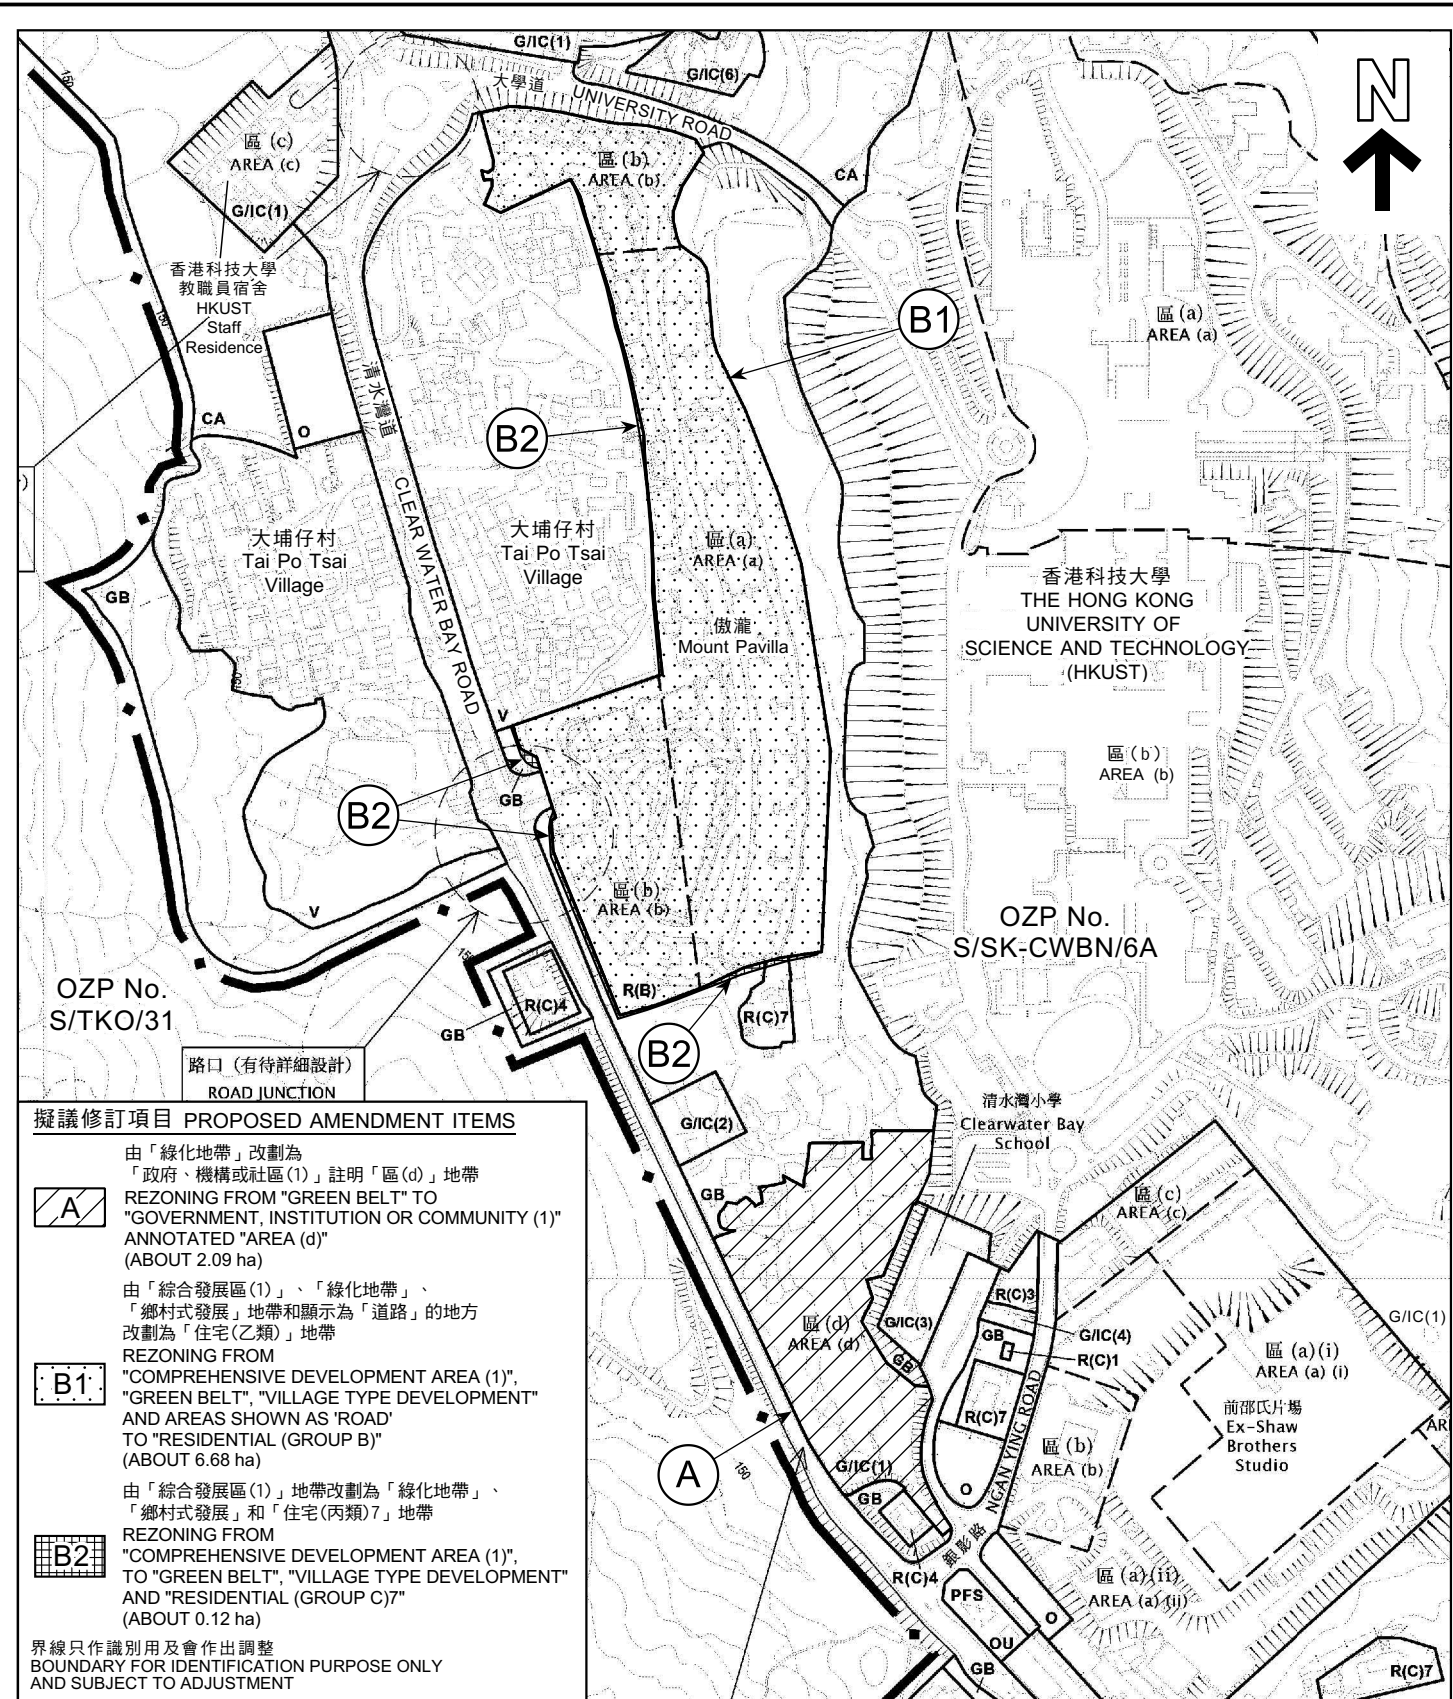 G/IC(1)
G/IC(6)
大學道
UNIVERSITY ROAD
N
區(c)
AREA (c)
G/IC(1)
區(b)
AREA (b)
CA
香港科技大學
教職員宿舍
HKUST
Staff
Residence
150
150
B1
區(a)
AREA (a)
清水灣道
CLEAR WATER BAY ROAD
B2
CA
O
大埔仔村
Tai Po Tsai
Village
大埔仔村
Tai Po Tsai
Village
區(a)
AREA (a)
香港科技大學
THE HONG KONG
UNIVERSITY OF
SCIENCE AND TECHNOLOGY
(HKUST)
GB
傲瀧
Mount Pavilla
150
V
GB
B2
區(b)
AREA (b)
區(b)
AREA (b)
V
OZP No.
S/SK-CWBN/6A
OZP No.
S/TKO/31
150
R(C)4
GB
R(B)
R(C)7
B2
路口（有待詳細設計）
ROAD JUNCTION
G/IC(2)
清水灣小學
Clearwater Bay
School
GB
區(c)
AREA (c)
R(C)3
G/IC(3)
GB
G/IC(4)
R(C)1
GB
R(C)7
區(d)
AREA (d)
G/IC(1)
區(a)(i)
AREA (a) (i)
前邵氏片場
Ex-Shaw
Brothers
Studio
AR
區(b)
AREA (b)
NGAN YING ROAD
銀影路
O
A
150
G/IC(1)
GB
R(C)4
PFS
OU
O
GB
區(a)(ii)
AREA (a) (ii)
R(C)7
擬議修訂項目 PROPOSED AMENDMENT ITEMS
由「綠化地帶」改劃為
「政府、機構或社區(1)」註明「區(d)」地帶
A
REZONING FROM "GREEN BELT" TO
"GOVERNMENT, INSTITUTION OR COMMUNITY (1)"
ANNOTATED "AREA (d)"
(ABOUT 2.09 ha)
由「綜合發展區(1)」、「綠化地帶」、
「鄉村式發展」地帶和顯示為「道路」的地方
改劃為「住宅(乙類)」地帶
B1
REZONING FROM
"COMPREHENSIVE DEVELOPMENT AREA (1)",
"GREEN BELT", "VILLAGE TYPE DEVELOPMENT"
AND AREAS SHOWN AS 'ROAD'
TO "RESIDENTIAL (GROUP B)"
(ABOUT 6.68 ha)
由「綜合發展區(1)」地帶改劃為「綠化地帶」、
「鄉村式發展」和「住宅(丙類)7」地帶
B2
REZONING FROM
"COMPREHENSIVE DEVELOPMENT AREA (1)",
TO "GREEN BELT", "VILLAGE TYPE DEVELOPMENT"
AND "RESIDENTIAL (GROUP C)7"
(ABOUT 0.12 ha)
界線只作識別用及會作出調整
BOUNDARY FOR IDENTIFICATION PURPOSE ONLY
AND SUBJECT TO ADJUSTMENT